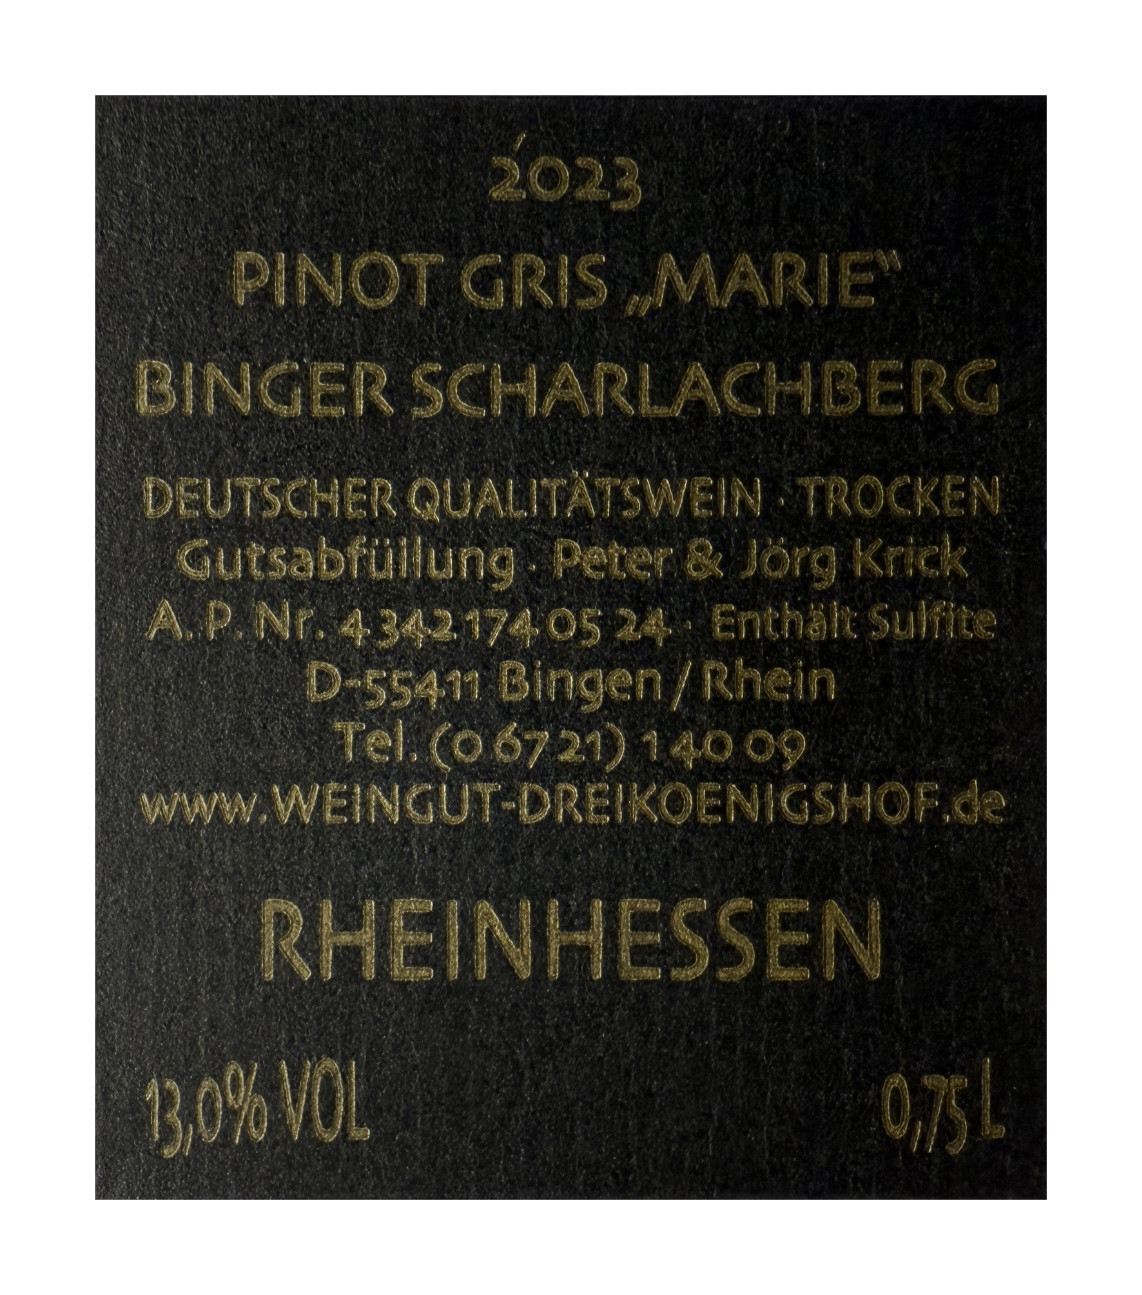 2023
PINOT GRIS „MARIE“
BINGER SCHARLACHBERG
DEUTSCHER QUALITÄTSWEIN · TROCKEN
Gutsabfüllung · Peter & Jörg Krick
A. P. Nr. 4 342 174 05 24 · Enthält Sulfite
D-55411 Bingen / Rhein
Tel. (0 67 21) 1 40 09
www.WEINGUT-DREIKOENIGSHOF.de
RHEINHESSEN
13,0% VOL 0,75 L